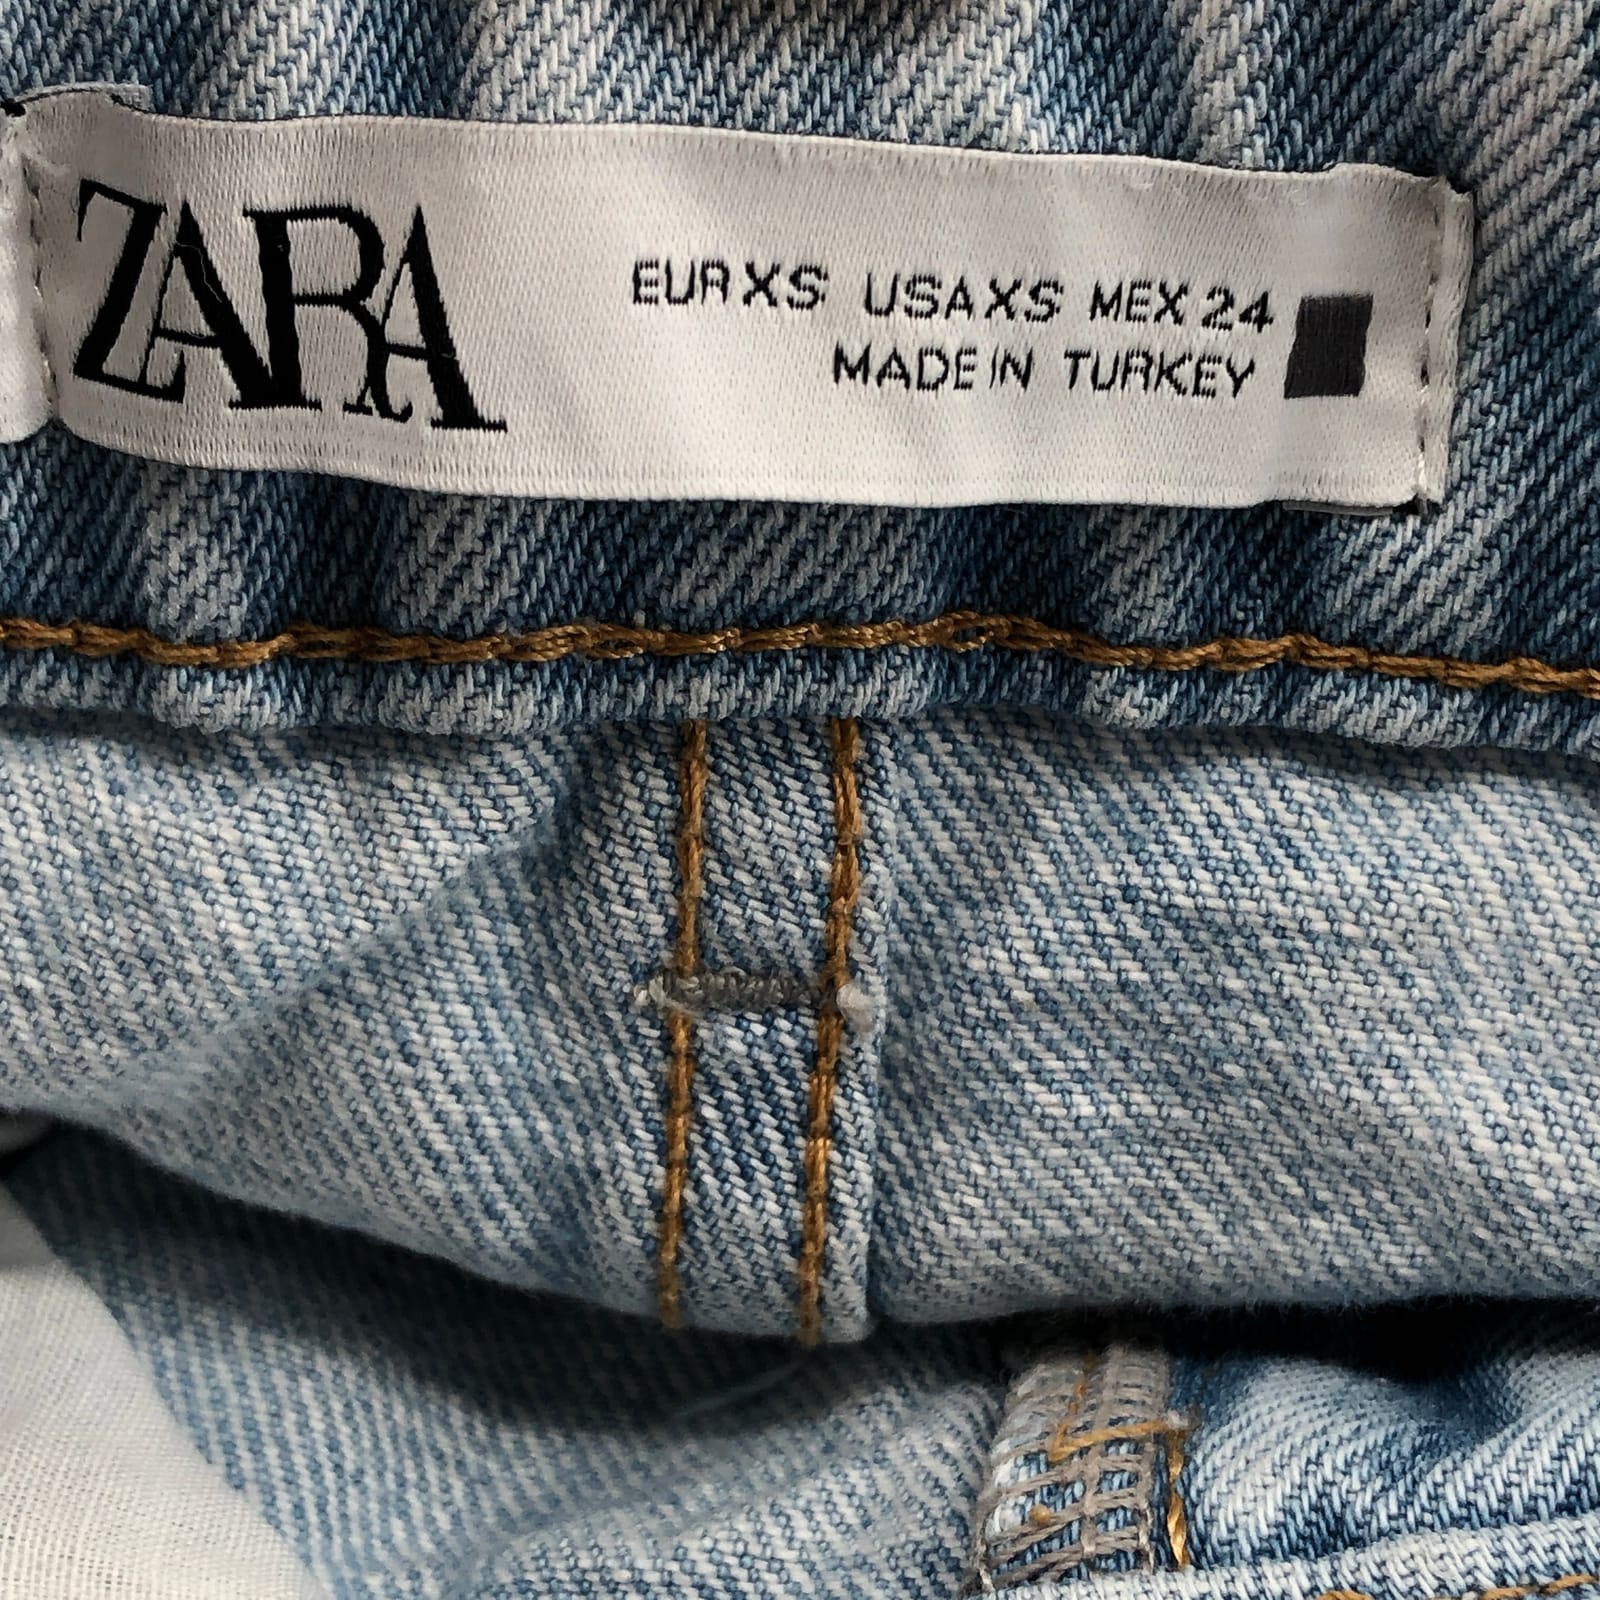 ZARA
EUR XS USA XS MEX 24
MADE IN TURKEY